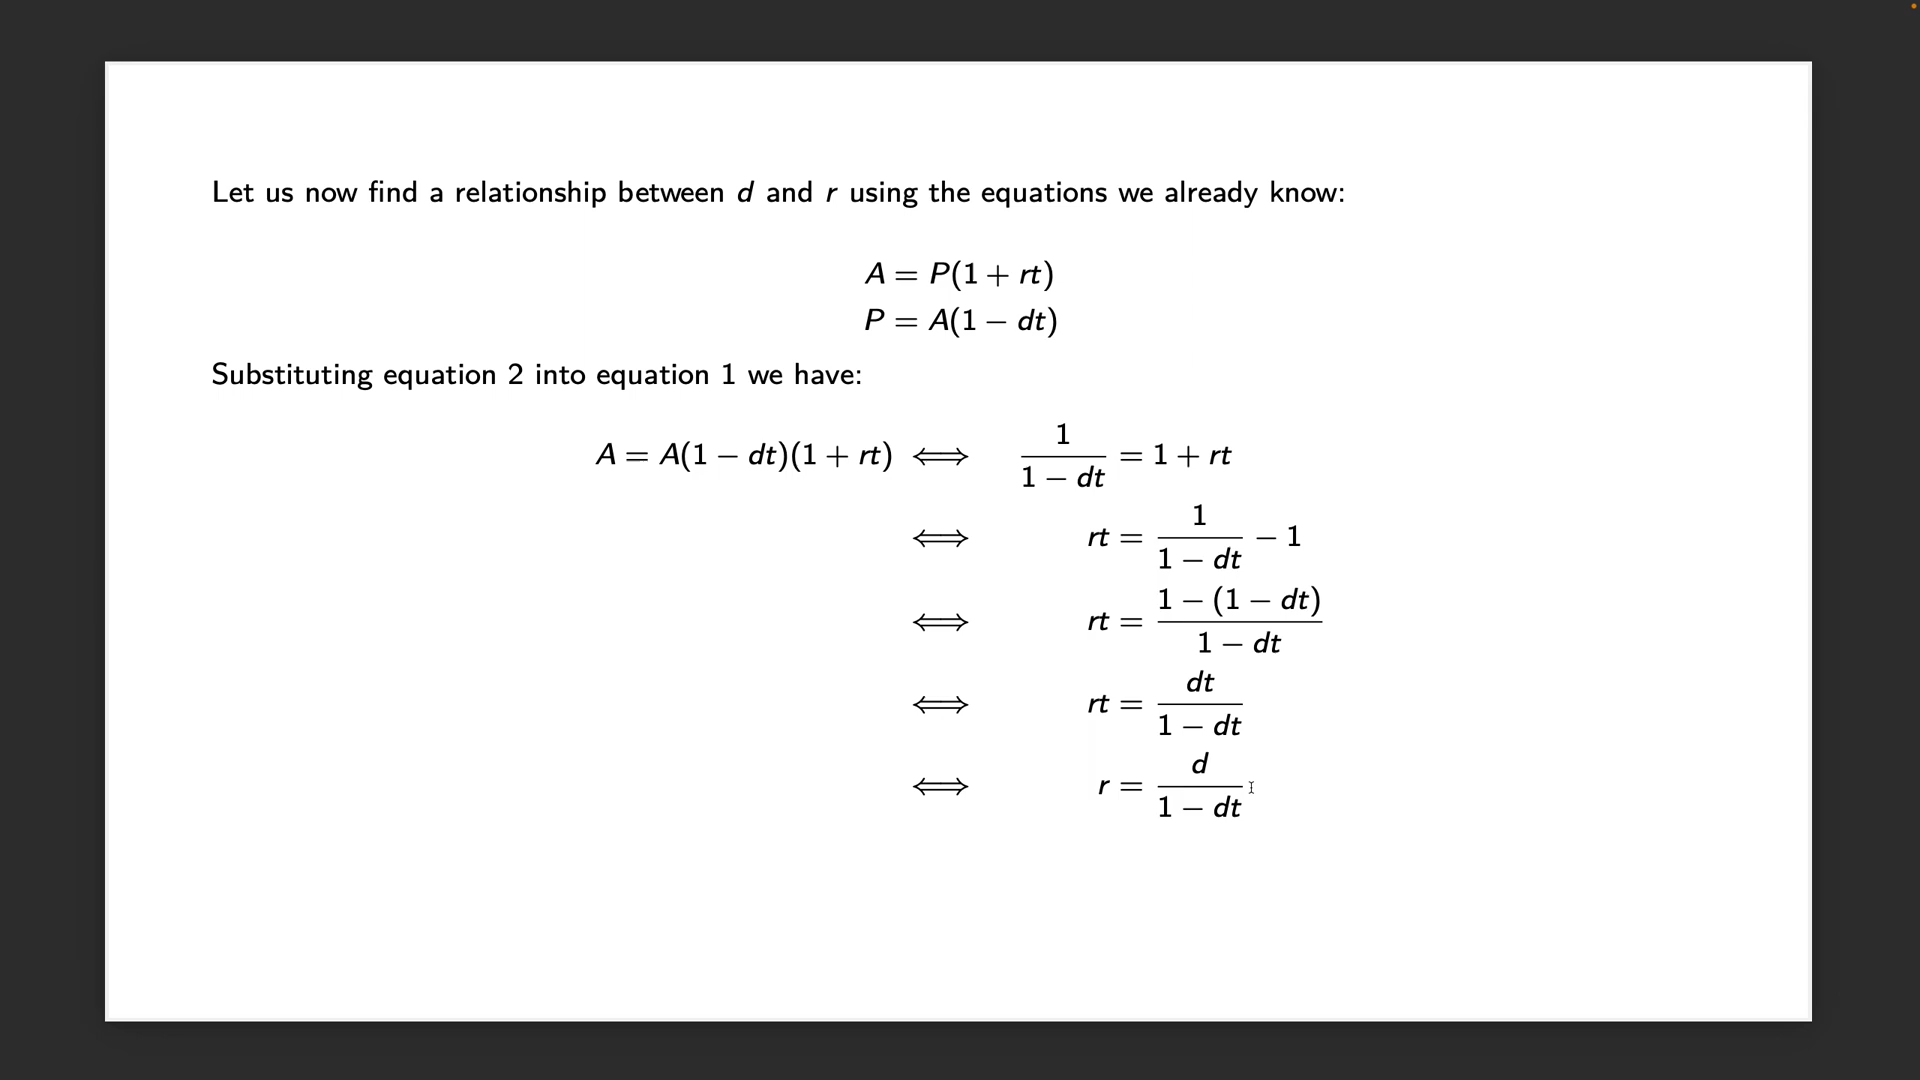 Let us now find a relationship between d and r using the equations we already know:
A = P(1 + rt)
P = A(1 − dt)
Substituting equation 2 into equation 1 we have:
A = A(1 − dt)(1 + rt) ⟺ 1/(1 − dt) = 1 + rt
⟺ rt = 1/(1 − dt) − 1
⟺ rt = (1 − (1 − dt))/(1 − dt)
⟺ rt = dt/(1 − dt)
⟺ r = d/(1 − dt)